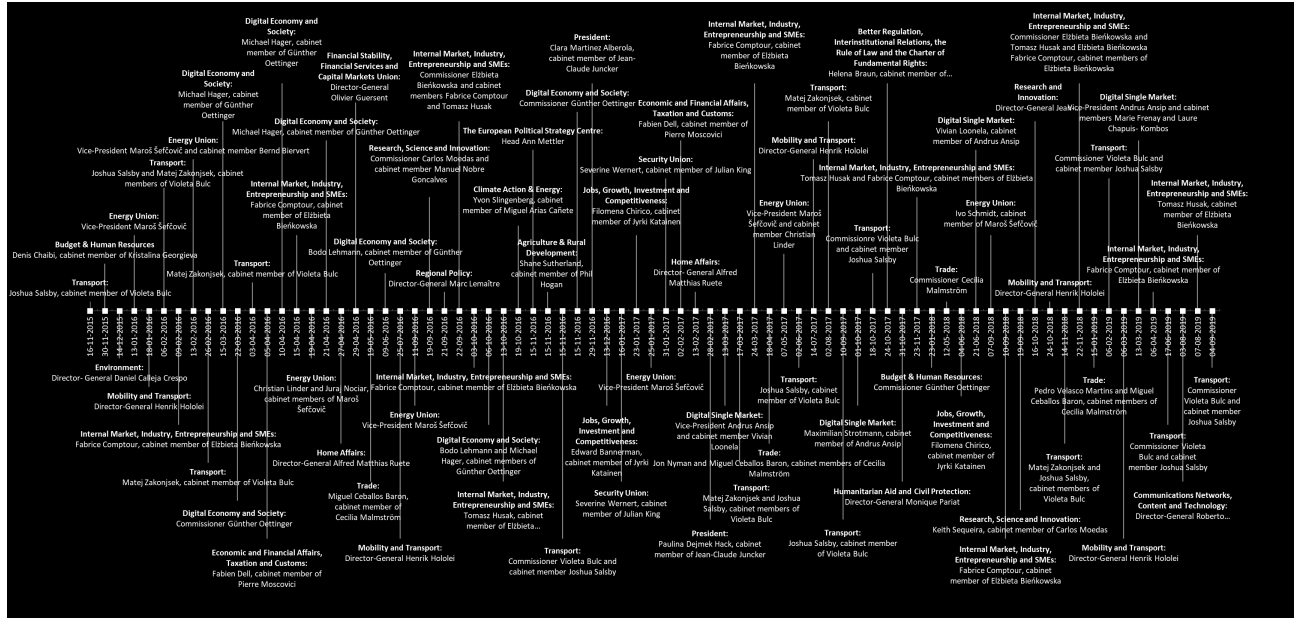 Digital Economy and
Society:
Michael Hager, cabinet
member of Günther
Oettinger
Financial Stability,
Financial Services and
Capital Markets Union:
Director-General
Olivier Guersent
Internal Market, Industry,
Entrepreneurship and SMEs:
Commissioner Elżbieta
Bieńkowska and cabinet
members Fabrice Comptour
and Tomasz Husak
President:
Clara Martinez Alberola,
cabinet member of Jean-
Claude Juncker
Internal Market, Industry,
Entrepreneurship and SMEs:
Fabrice Comptour, cabinet
member of Elżbieta
Bieńkowska
Better Regulation,
Interinstitutional Relations, the
Rule of Law and the Charter of
Fundamental Rights:
Helena Braun, cabinet member of...
Internal Market, Industry,
Entrepreneurship and SMEs:
Commissioner Elżbieta Bieńkowska and
Tomasz Husak and Fabrice Comptour,
cabinet members of Elżbieta
Bieńkowska
Digital Economy and
Society:
Michael Hager, cabinet
member of Günther
Oettinger
Digital Economy and Society:
Michael Hager, cabinet member of Günther Oettinger
Digital Economy and Society:
Commissioner Günther Oettinger
Economic and Financial Affairs,
Taxation and Customs:
Fabien Dell, cabinet member of
Pierre Moscovici
Transport:
Matej Zakonjsek, cabinet
member of Violeta Bulc
Research and
Innovation:
Director-General
Digital Single Market:
Vice-President Andrus Ansip and cabinet
members Marie Frenay and Laure
Chapuis- Kombos
Digital Single Market:
Vivian Loonela, cabinet
member of Andrus Ansip
Energy Union:
Vice-President Maroš Šefčovič and cabinet member Bernd Biervert
Research, Science and Innovation:
Commissioner Carlos Moedas and
cabinet member Manuel Nobre
Goncalves
The European Political Strategy Centre:
Head Ann Mettler
Security Union:
Severine Wernert, cabinet member of Julian King
Mobility and Transport:
Director-General Henrik Hololei
Transport:
Commissioner Violeta Bulc and
cabinet member Joshua Salsby
Transport:
Joshua Salsby and Matej Zakonjsek, cabinet
members of Violeta Bulc
Internal Market, Industry,
Entrepreneurship and SMEs:
Fabrice Comptour, cabinet
member of Elżbieta
Bieńkowska
Climate Action & Energy:
Yvon Slingenberg, cabinet
member of Miguel Arias Cañete
Jobs, Growth, Investment and
Competitiveness:
Filomena Chirico, cabinet
member of Jyrki Katainen
Internal Market, Industry, Entrepreneurship and SMEs:
Tomasz Husak and Fabrice Comptour, cabinet members of Elżbieta
Bieńkowska
Internal Market, Industry,
Entrepreneurship and SMEs:
Tomasz Husak, cabinet
member of Elżbieta
Bieńkowska
Energy Union:
Vice-President Maroš Šefčovič
Energy Union:
Vice-President Maroš
Šefčovič and cabinet
member Christian
Linder
Energy Union:
Ivo Schmidt, cabinet
member of Maroš Šefčovič
Budget & Human Resources
Denis Chaibi, cabinet member of Kristalina Georgieva
Digital Economy and Society:
Bodo Lehmann, cabinet member of Günther
Oettinger
Agriculture & Rural
Development:
Shane Sutherland,
cabinet member of Phil
Hogan
Transport:
Commissionre Violeta Bulc
and cabinet member
Joshua Salsby
Internal Market, Industry,
Entrepreneurship and SMEs:
Fabrice Comptour, cabinet member of
Elżbieta Bieńkowska
Transport:
Matej Zakonjsek, cabinet member of Violeta Bulc
Regional Policy:
Director-General Marc Lemaître
Home Affairs:
Director- General Alfred
Matthias Ruete
Trade:
Commissioner Cecilia
Malmström
Mobility and Transport:
Director-General Henrik Hololei
Transport:
Joshua Salsby, cabinet member of Violeta Bulc
16-11-2015
30-11-2015
14-12-2015
13-01-2016
18-01-2016
06-02-2016
09-02-2016
13-02-2016
26-02-2016
15-03-2016
22-03-2016
03-04-2016
05-04-2016
10-04-2016
15-04-2016
19-04-2016
21-04-2016
27-04-2016
29-04-2016
19-05-2016
09-06-2016
25-07-2016
11-09-2016
19-09-2016
21-09-2016
22-09-2016
03-10-2016
06-10-2016
13-10-2016
19-10-2016
15-11-2016
15-11-2016
15-11-2016
15-11-2016
29-11-2016
12-01-2017
16-01-2017
23-01-2017
25-01-2017
31-01-2017
02-02-2017
07-02-2017
28-02-2017
13-03-2017
17-03-2017
24-03-2017
18-04-2017
07-05-2017
22-05-2017
14-07-2017
02-08-2017
10-09-2017
01-10-2017
18-10-2017
24-10-2017
31-10-2017
13-11-2017
23-01-2018
12-05-2018
04-06-2018
21-06-2018
07-09-2018
10-09-2018
19-09-2018
16-10-2018
24-10-2018
14-11-2018
22-11-2018
15-01-2019
06-02-2019
06-03-2019
13-03-2019
06-04-2019
17-06-2019
03-08-2019
07-08-2019
04-09-2019
Environment:
Director- General Daniel Calleja Crespo
Mobility and Transport:
Director-General Henrik Hololei
Energy Union:
Christian Linder and Juraj Nociar,
cabinet members of Maroš
Šefčovič
Internal Market, Industry, Entrepreneurship and SMEs:
Fabrice Comptour, cabinet member of Elżbieta Bieńkowska
Energy Union:
Vice-President Maroš Šefčovič
Transport:
Joshua Salsby, cabinet
member of Violeta Bulc
Budget & Human Resources:
Commissioner Günther Oettinger
Trade:
Pedro Velasco Martins and Miguel
Ceballos Baron, cabinet members of
Cecilia Malmström
Transport:
Commissioner
Violeta Bulc and
cabinet member
Joshua Salsby
Internal Market, Industry, Entrepreneurship and SMEs:
Fabrice Comptour, cabinet member of Elżbieta Bieńkowska
Energy Union:
Vice-President Maroš Šefčovič
Jobs, Growth,
Investment and
Competitiveness:
Edward Bannerman,
cabinet member of Jyrki
Katainen
Digital Single Market:
Vice-President Andrus Ansip
and cabinet member Vivian
Loonela
Digital Single Market:
Maximilian Strotmann, cabinet
member of Andrus Ansip
Jobs, Growth,
Investment and
Competitiveness:
Filomena Chirico,
cabinet member of
Jyrki Katainen
Home Affairs:
Director-General Alfred Matthias Ruete
Digital Economy and Society:
Bodo Lehmann and Michael
Hager, cabinet members of
Günther Oettinger
Trade:
Jon Nyman and Miguel Ceballos Baron, cabinet members of Cecilia
Malmström
Transport:
Commissioner Violeta
Bulc and cabinet
member Joshua Salsby
Transport:
Matej Zakonjsek, cabinet member of Violeta Bulc
Trade:
Miguel Ceballos Baron,
cabinet member of
Cecilia Malmström
Internal Market, Industry,
Entrepreneurship and SMEs:
Tomasz Husak, cabinet
member of Elżbieta...
Security Union:
Severine Wernert, cabinet
member of Julian King
Transport:
Matej Zakonjsek and Joshua
Salsby, cabinet members of
Violeta Bulc
Humanitarian Aid and Civil Protection:
Director-General Monique Pariat
Transport:
Matej Zakonjsek and
Joshua Salsby,
cabinet members of
Violeta Bulc
Communications Networks,
Content and Technology:
Director-General Roberto...
Digital Economy and Society:
Commissioner Günther Oettinger
Research, Science and Innovation:
Keith Sequeira, cabinet member of Carlos Moedas
Economic and Financial Affairs,
Taxation and Customs:
Fabien Dell, cabinet member of
Pierre Moscovici
Mobility and Transport:
Director-General Henrik Hololei
Transport:
Commissioner Violeta Bulc and
cabinet member Joshua Salsby
President:
Paulina Dejmek Hack, cabinet
member of Jean-Claude Juncker
Transport:
Joshua Salsby, cabinet member
of Violeta Bulc
Internal Market, Industry,
Entrepreneurship and SMEs:
Fabrice Comptour, cabinet
member of Elżbieta Bieńkowska
Mobility and Transport:
Director-General Henrik Hololei